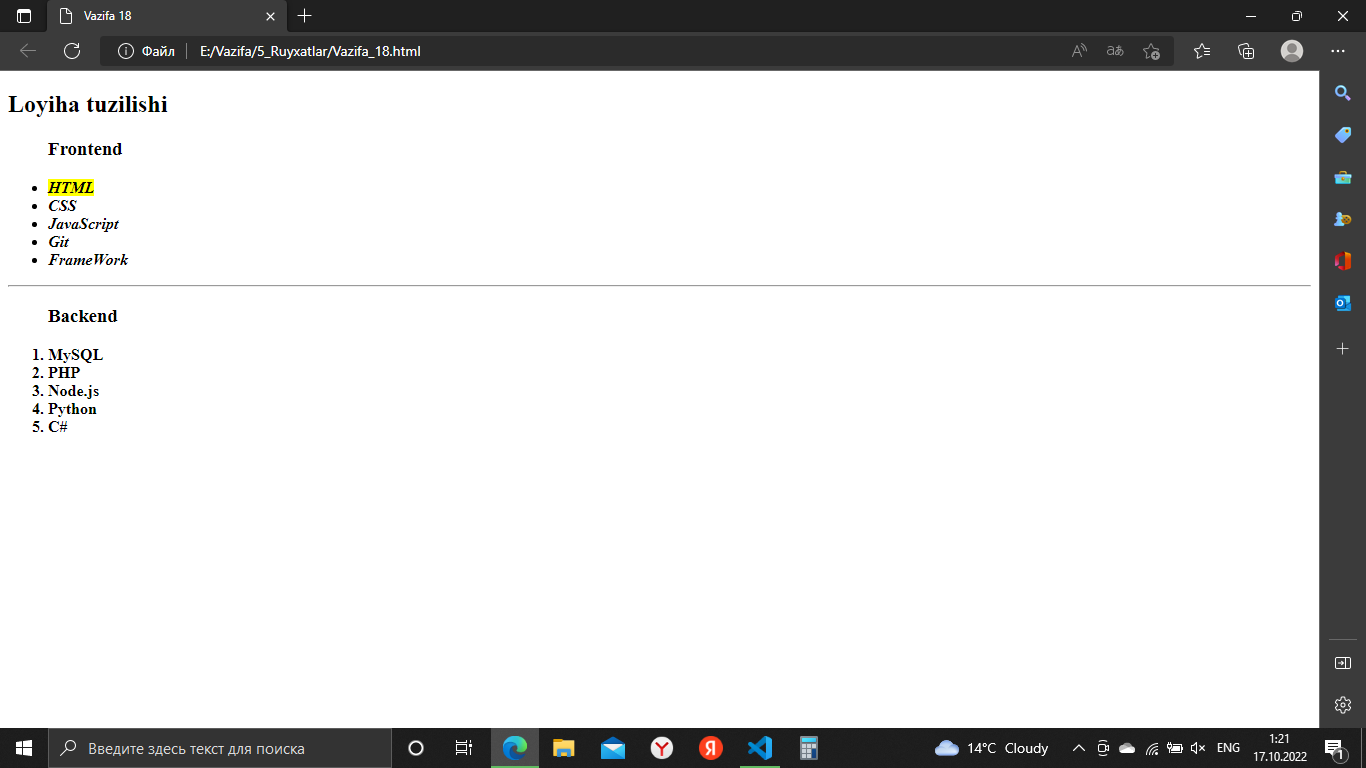 Vazifa 18
Файл
E:/Vazifa/5_Ruyxatlar/Vazifa_18.html
Loyiha tuzilishi
Frontend
HTML
CSS
JavaScript
Git
FrameWork
Backend
1. MySQL
2. PHP
3. Node.js
4. Python
5. C#
Введите здесь текст для поиска
14°C Cloudy
ENG
1:21
17.10.2022
1